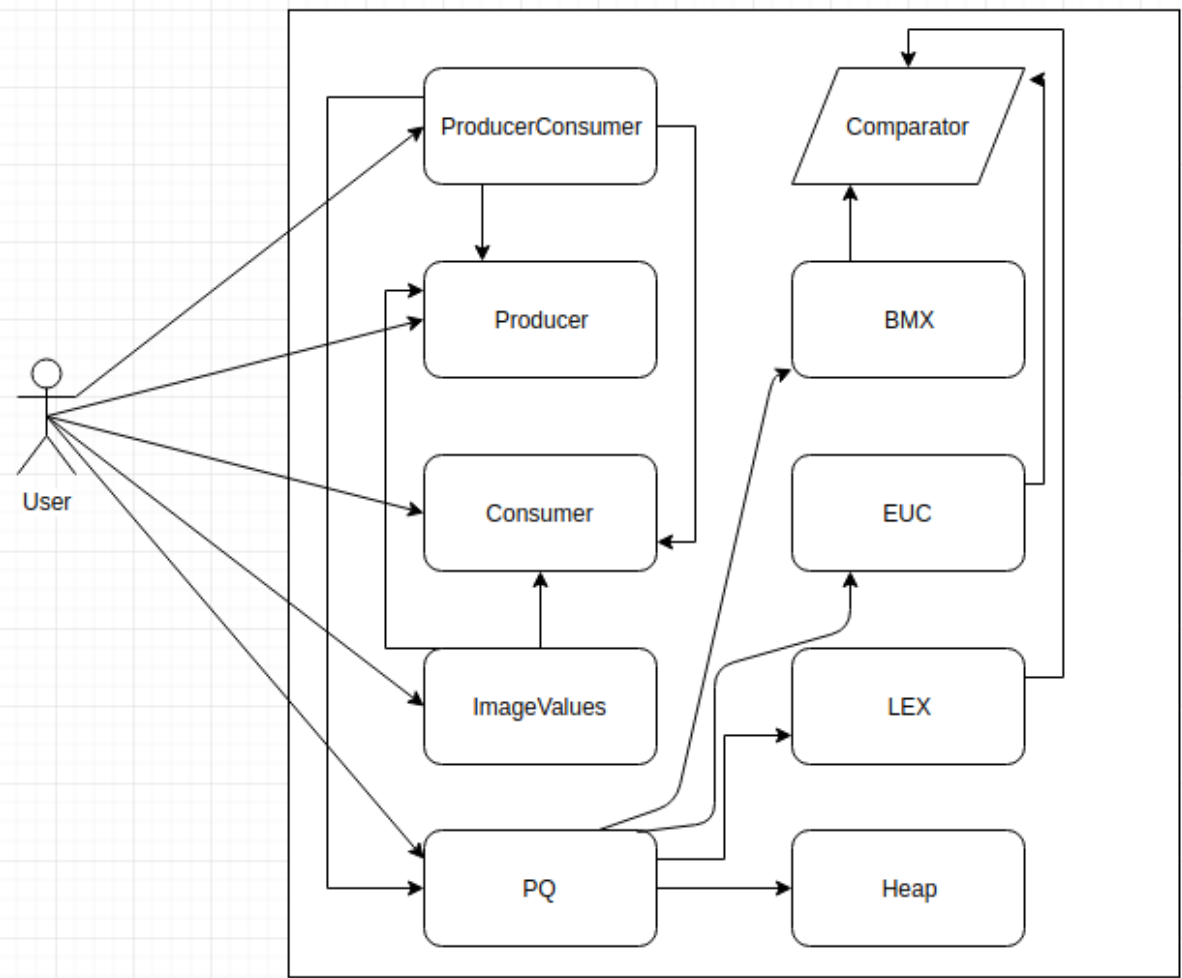 ProducerConsumer
Comparator
Producer
BMX
User
Consumer
EUC
ImageValues
LEX
PQ
Heap